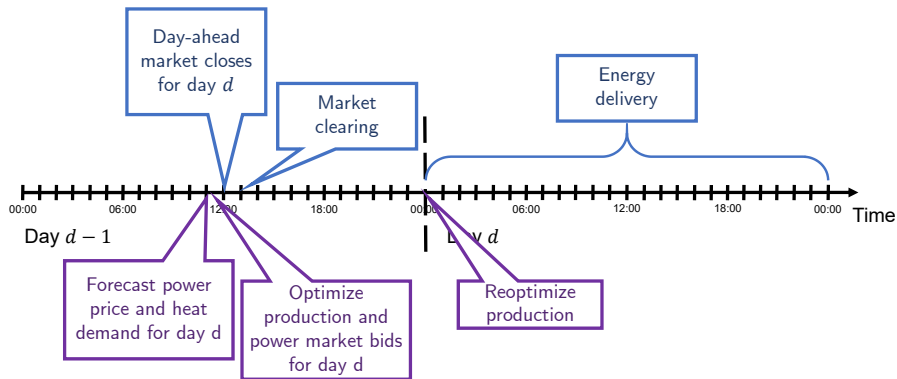 Day-ahead
market closes
for day d
Market
clearing
Energy
delivery
00:00 06:00 12:00 18:00 00:00 06:00 12:00 18:00 00:00
Time
Day d − 1
Day d
Forecast power
price and heat
demand for day d
Optimize
production and
power market bids
for day d
Reoptimize
production